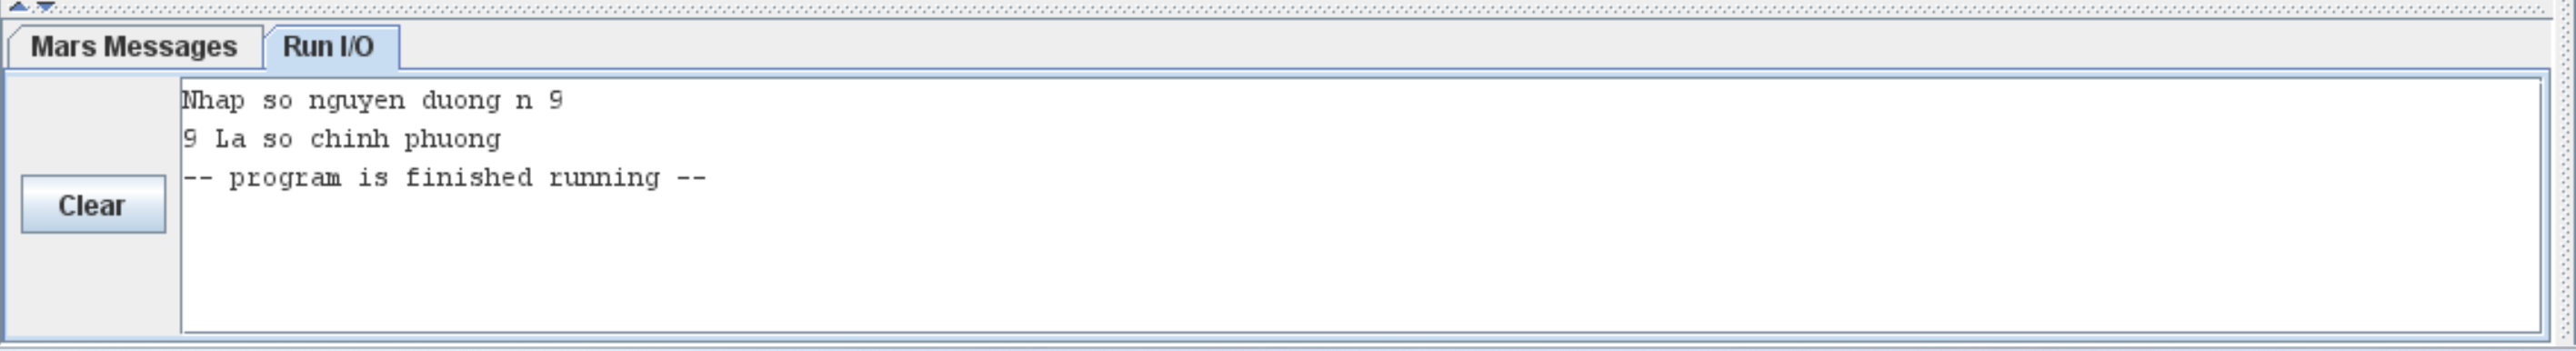 Mars Messages Run I/O
Nhap so nguyen duong n 9
9 La so chinh phuong
-- program is finished running --
Clear